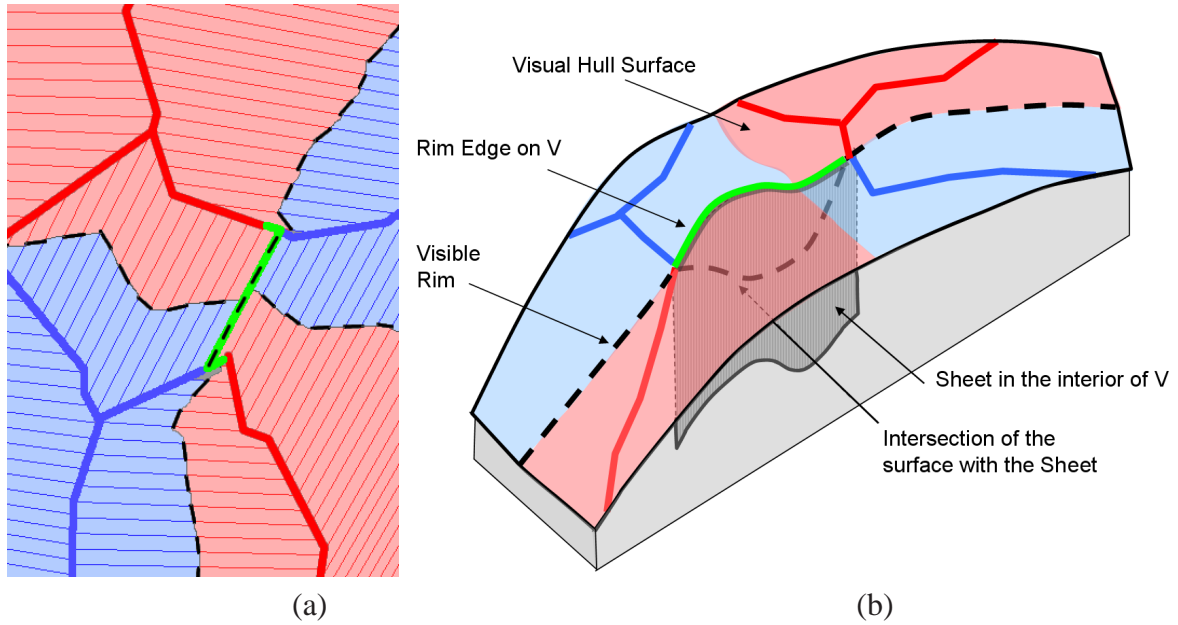 Visual Hull Surface
Rim Edge on V
Visible
Rim
Sheet in the interior of V
Intersection of the
surface with the Sheet
(a)
(b)